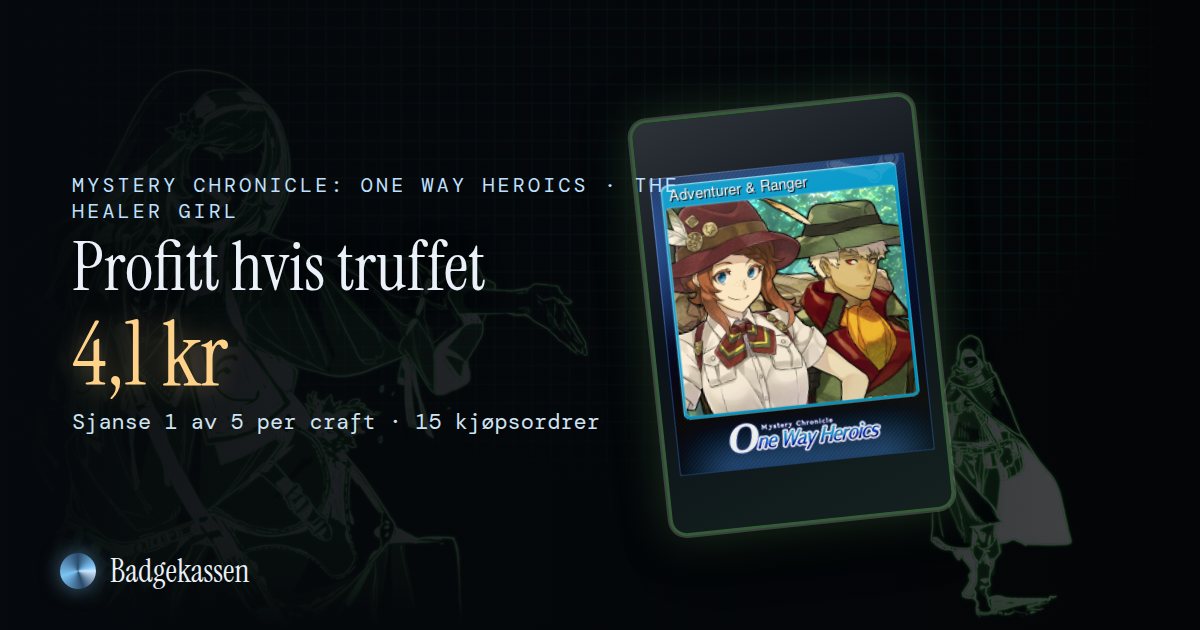 MYSTERY CHRONICLE: ONE WAY HEROICS · THE
HEALER GIRL
Profitt hvis truffet
4,1 kr
Sjanse 1 av 5 per craft · 15 kjøpsordrer
Badgekassen
Adventurer & Ranger
Mystery Chronicle
One Way Heroics